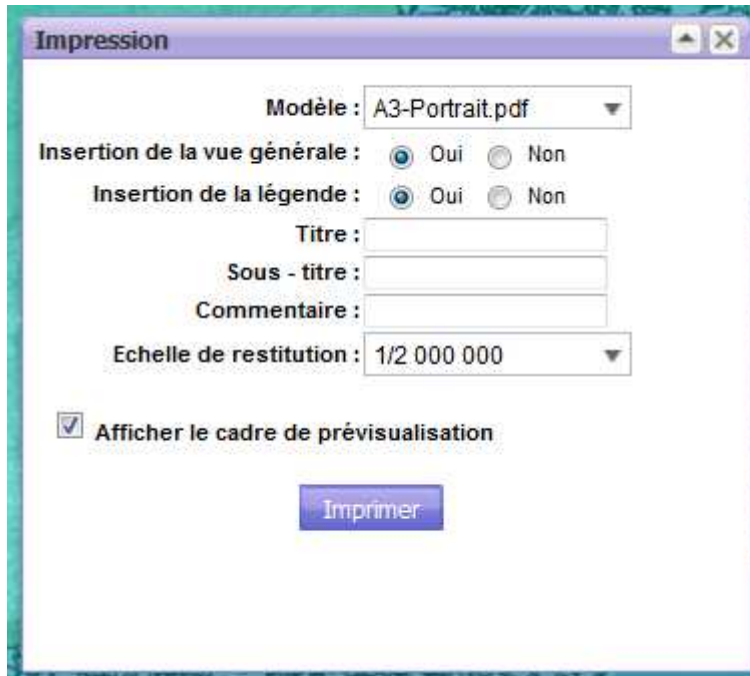 Impression
Modèle : A3-Portrait.pdf
Insertion de la vue générale : Oui Non
Insertion de la légende : Oui Non
Titre :
Sous - titre :
Commentaire :
Echelle de restitution : 1/2 000 000
Afficher le cadre de prévisualisation
Imprimer